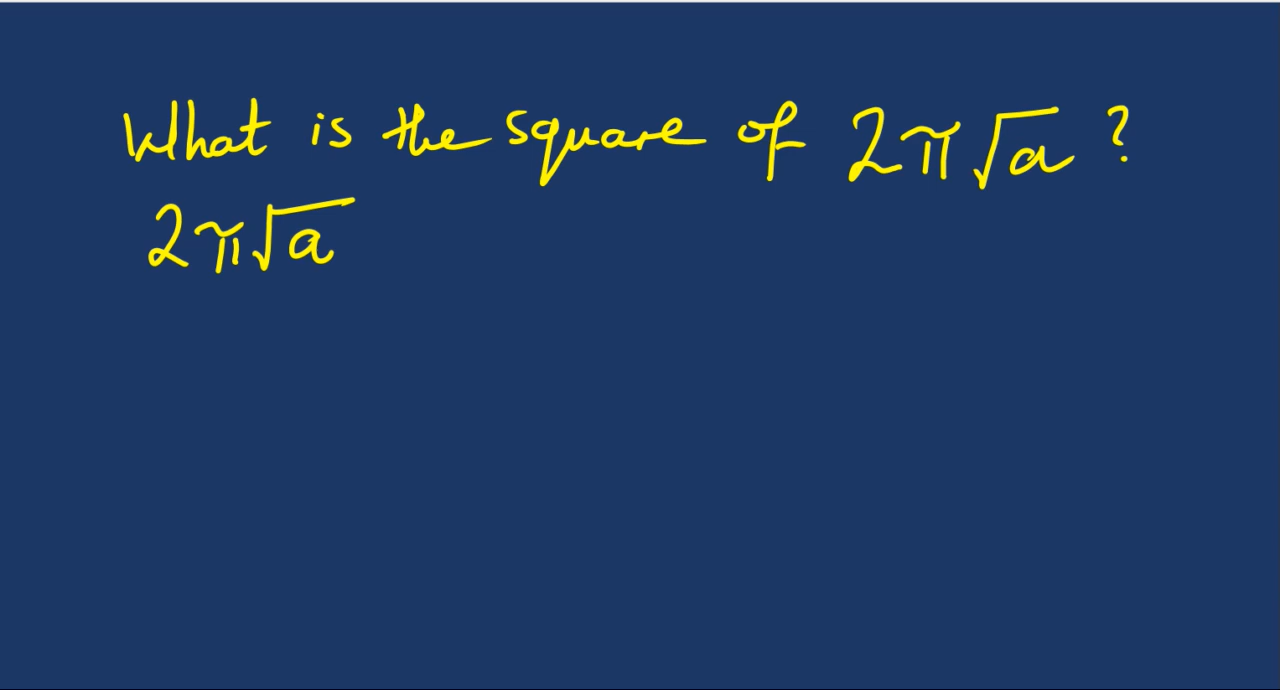 What is the square of 2π√a ?
2π√a